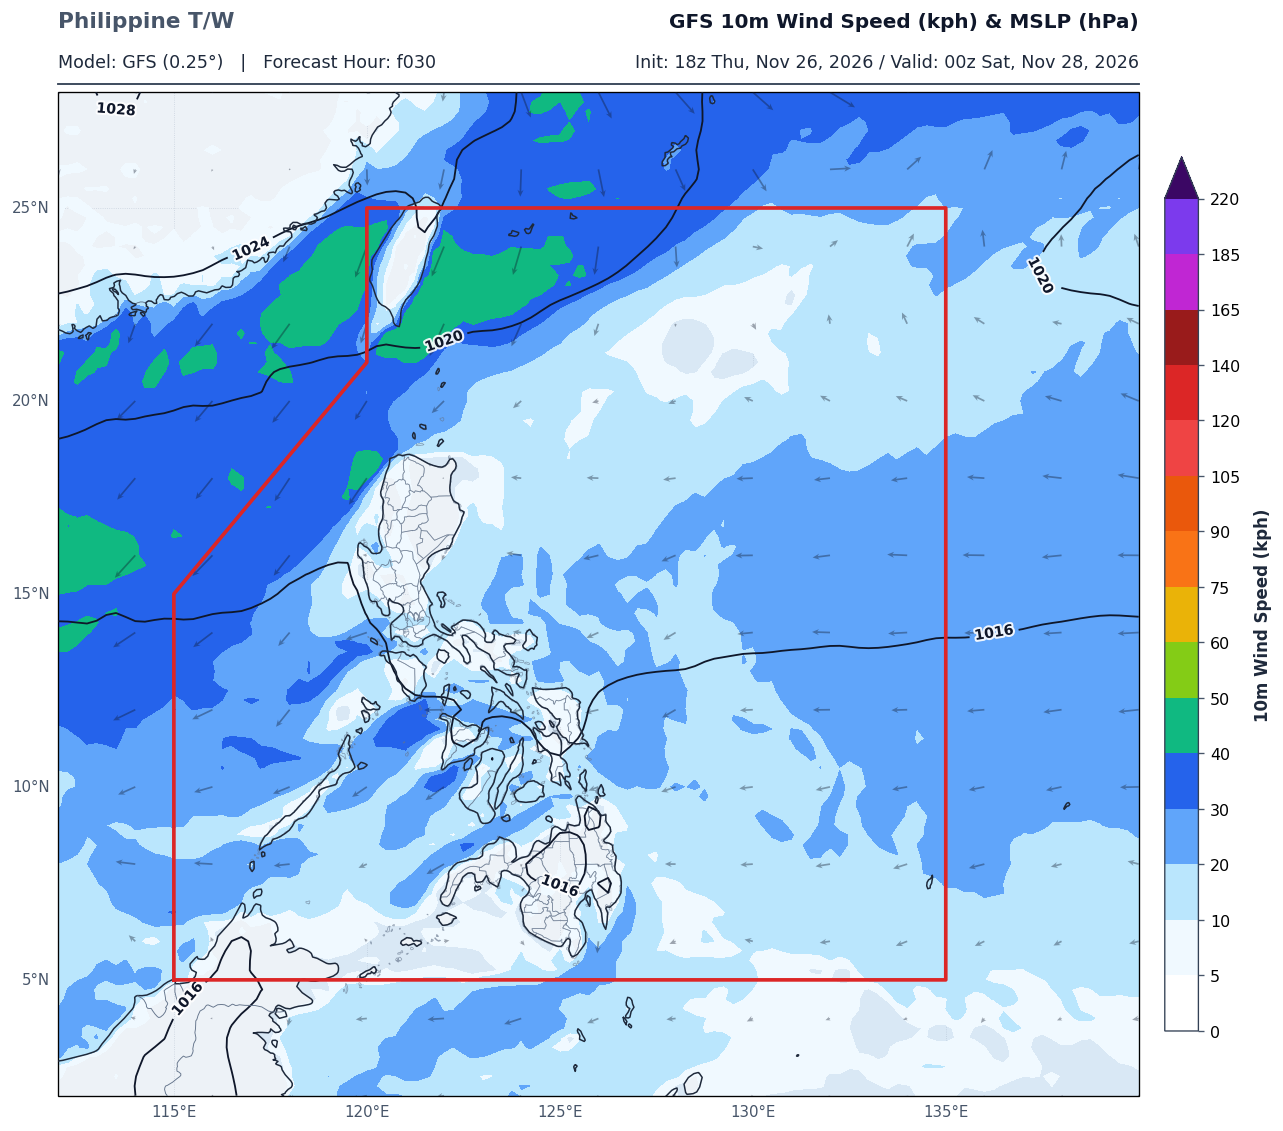 Philippine T/W
GFS 10m Wind Speed (kph) & MSLP (hPa)
Model: GFS (0.25°)   |   Forecast Hour: f030
Init: 18z Thu, Nov 26, 2026 / Valid: 00z Sat, Nov 28, 2026
1028
1024
1020
1020
1016
1016
1016
25°N
20°N
15°N
10°N
5°N
115°E
120°E
125°E
130°E
135°E
220
185
165
140
120
105
90
75
60
50
40
30
20
10
5
0
10m Wind Speed (kph)